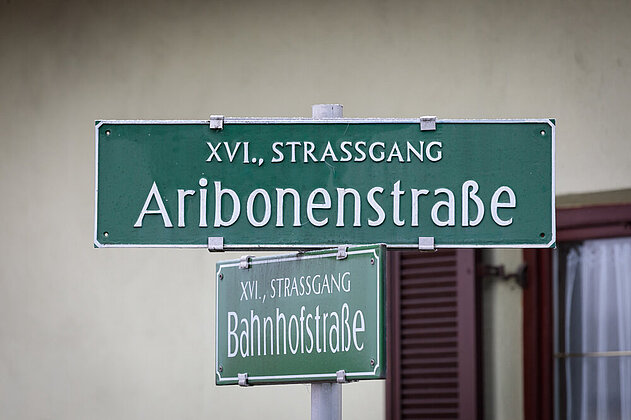 XVI., STRASSGANG
Aribonenstraße
XVI., STRASSGANG
Bahnhofstraße